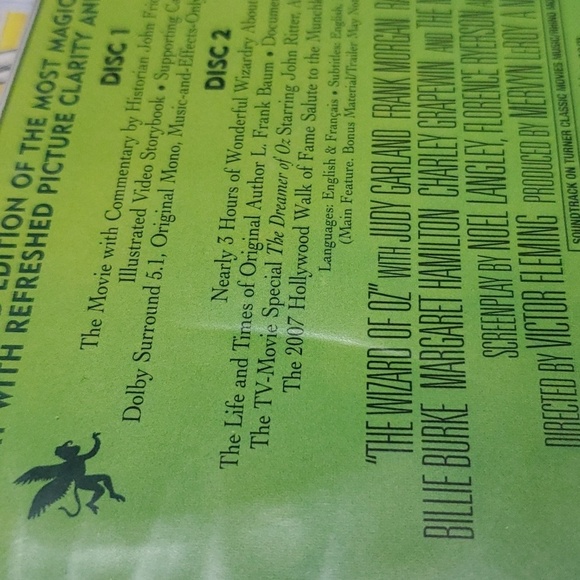 EDITION OF THE MOST MAGIC
WITH REFRESHED PICTURE CLARITY AN
DISC 1
The Movie with Commentary by Historian John
Illustrated Video Storybook • Supporting
Dolby Surround 5.1, Original Mono, Music-and-Effects-Only
DISC 2
Nearly 3 Hours of Wonderful Wizardry About
The Life and Times of Original Author L. Frank Baum •
The TV-Movie Special The Dreamer of Oz Starring John Ritter,
The 2007 Hollywood Walk of Fame Salute to the Munchk
Languages: English & Français • Subtitles: English,
(Main Feature. Bonus Material/Trailer May Not
"THE WIZARD OF OZ" WITH JUDY GARLAND FRANK MORGAN
BILLIE BURKE MARGARET HAMILTON CHARLEY GRAPEWIN AND THE
SCREENPLAY BY NOEL LANGLEY, FLORENCE RYERSON
DIRECTED BY VICTOR FLEMING PRODUCED BY MERVYN LEROY
SOUNDTRACK ON TURNER CLASSIC MOVIES MUSIC/RHINO